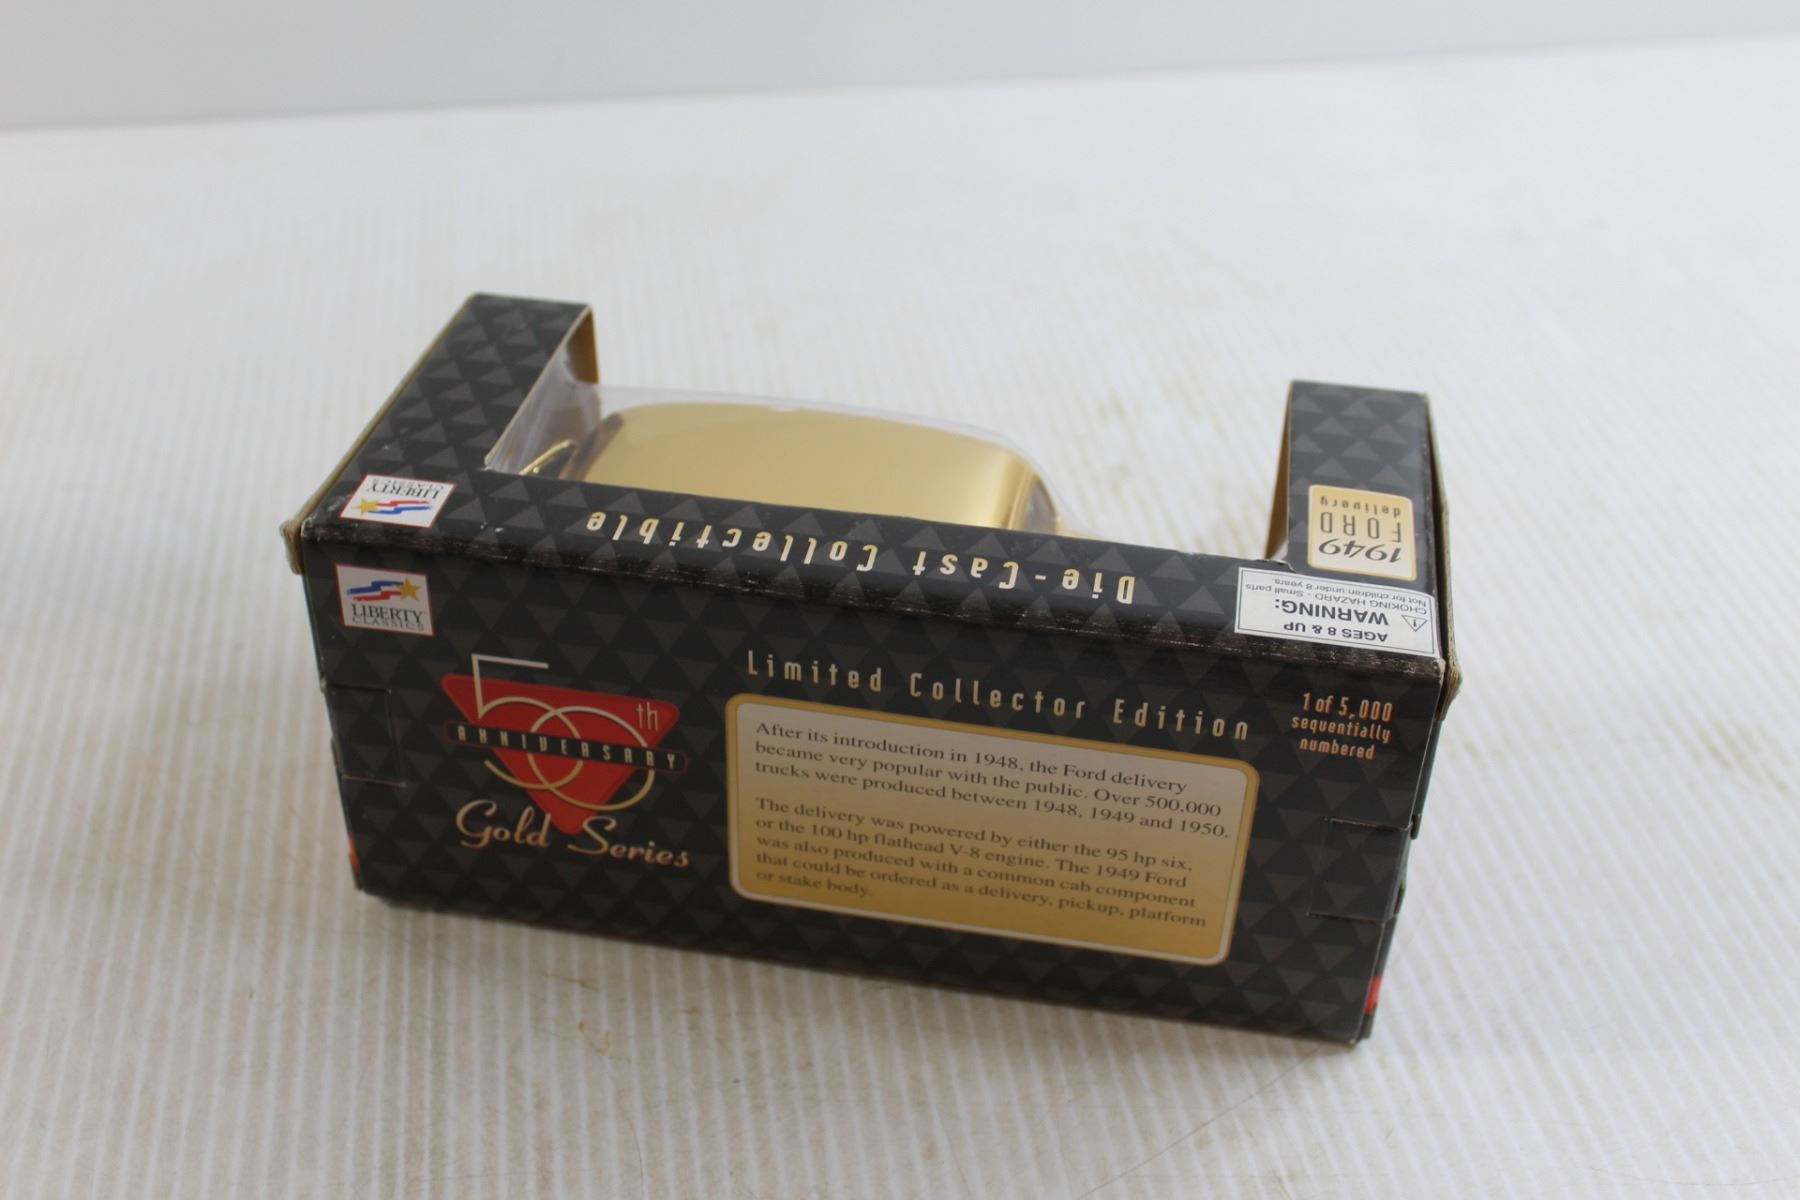 LIBERTY
CLASSICS
Die-Cast Collectible
1949
FORD
delivery
AGES 8 & UP
WARNING:
CHOKING HAZARD - Small parts
Not for children under 8 years.
LIBERTY
CLASSICS
50th
ANNIVERSARY
Gold Series
Limited Collector Edition
1 of 5,000
sequentially
numbered
After its introduction in 1948, the Ford delivery
became very popular with the public. Over 500,000
trucks were produced between 1948, 1949 and 1950.
The delivery was powered by either the 95 hp six,
or the 100 hp flathead V-8 engine. The 1949 Ford
was also produced with a common cab component
that could be ordered as a delivery, pickup, platform
or stake body.